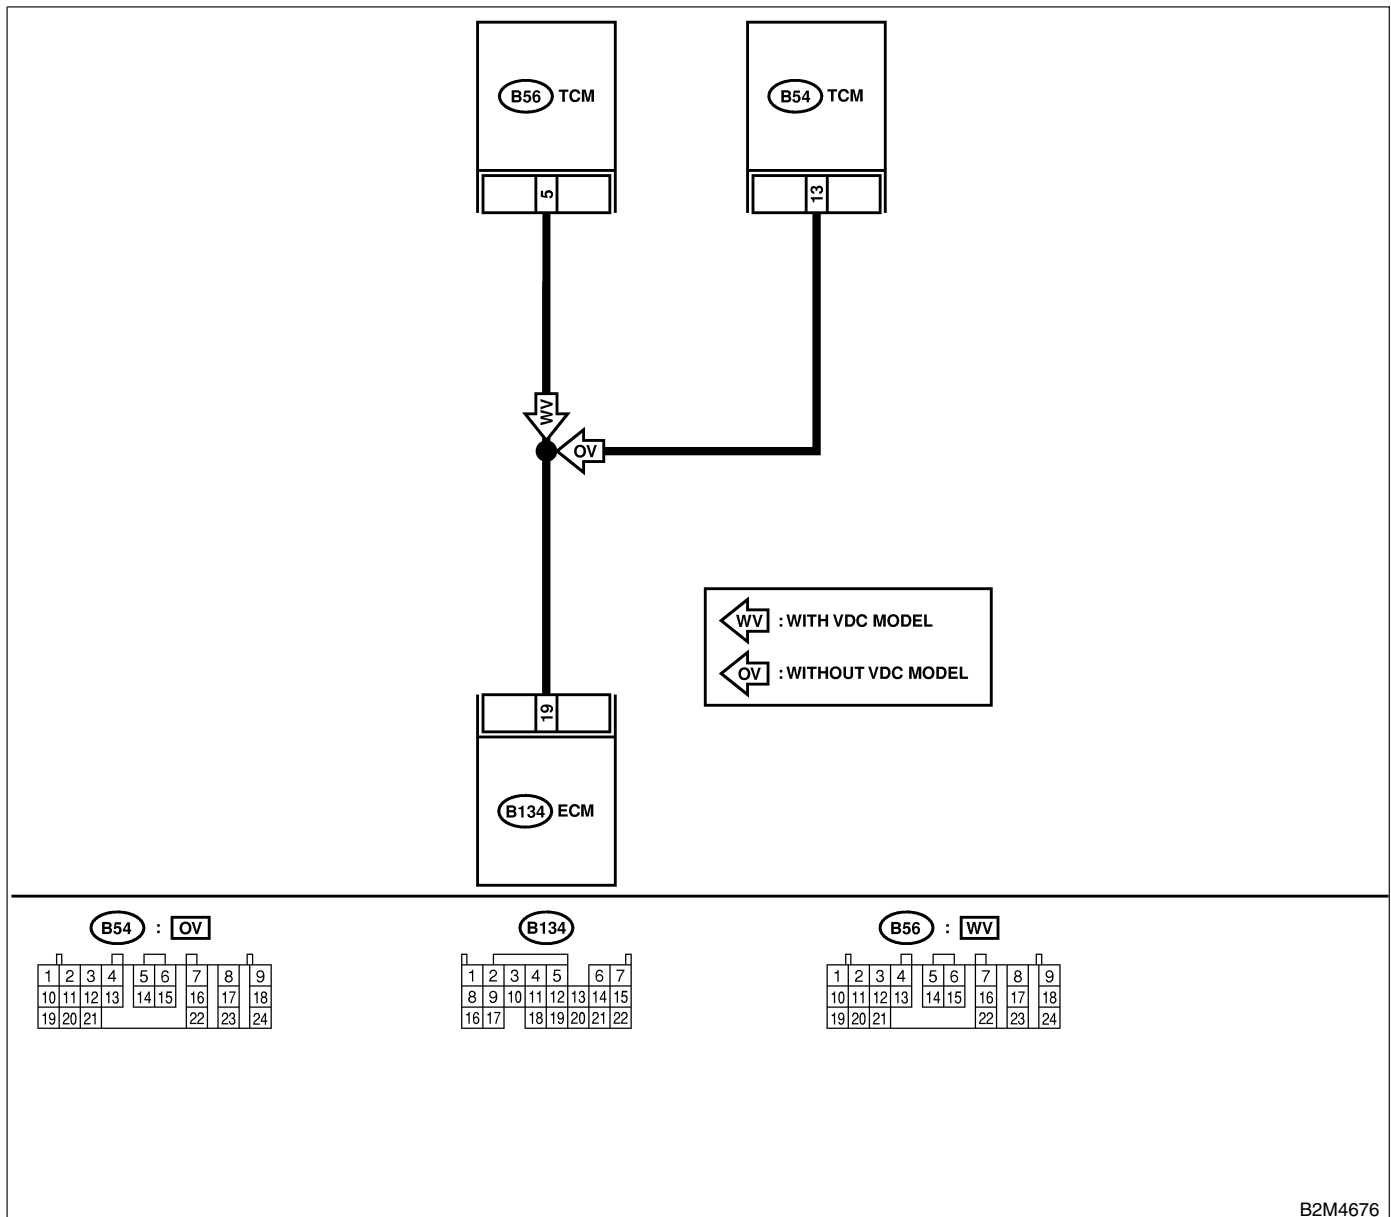 B56 TCM
B54 TCM
5
13
WV
OV
WV : WITH VDC MODEL
OV : WITHOUT VDC MODEL
19
B134 ECM
B54 : OV
B134
B56 : WV
1 2 3 4 5 6 7 8 9
10 11 12 13 14 15 16 17 18
19 20 21 22 23 24
1 2 3 4 5 6 7
8 9 10 11 12 13 14 15
16 17 18 19 20 21 22
1 2 3 4 5 6 7 8 9
10 11 12 13 14 15 16 17 18
19 20 21 22 23 24
B2M4676